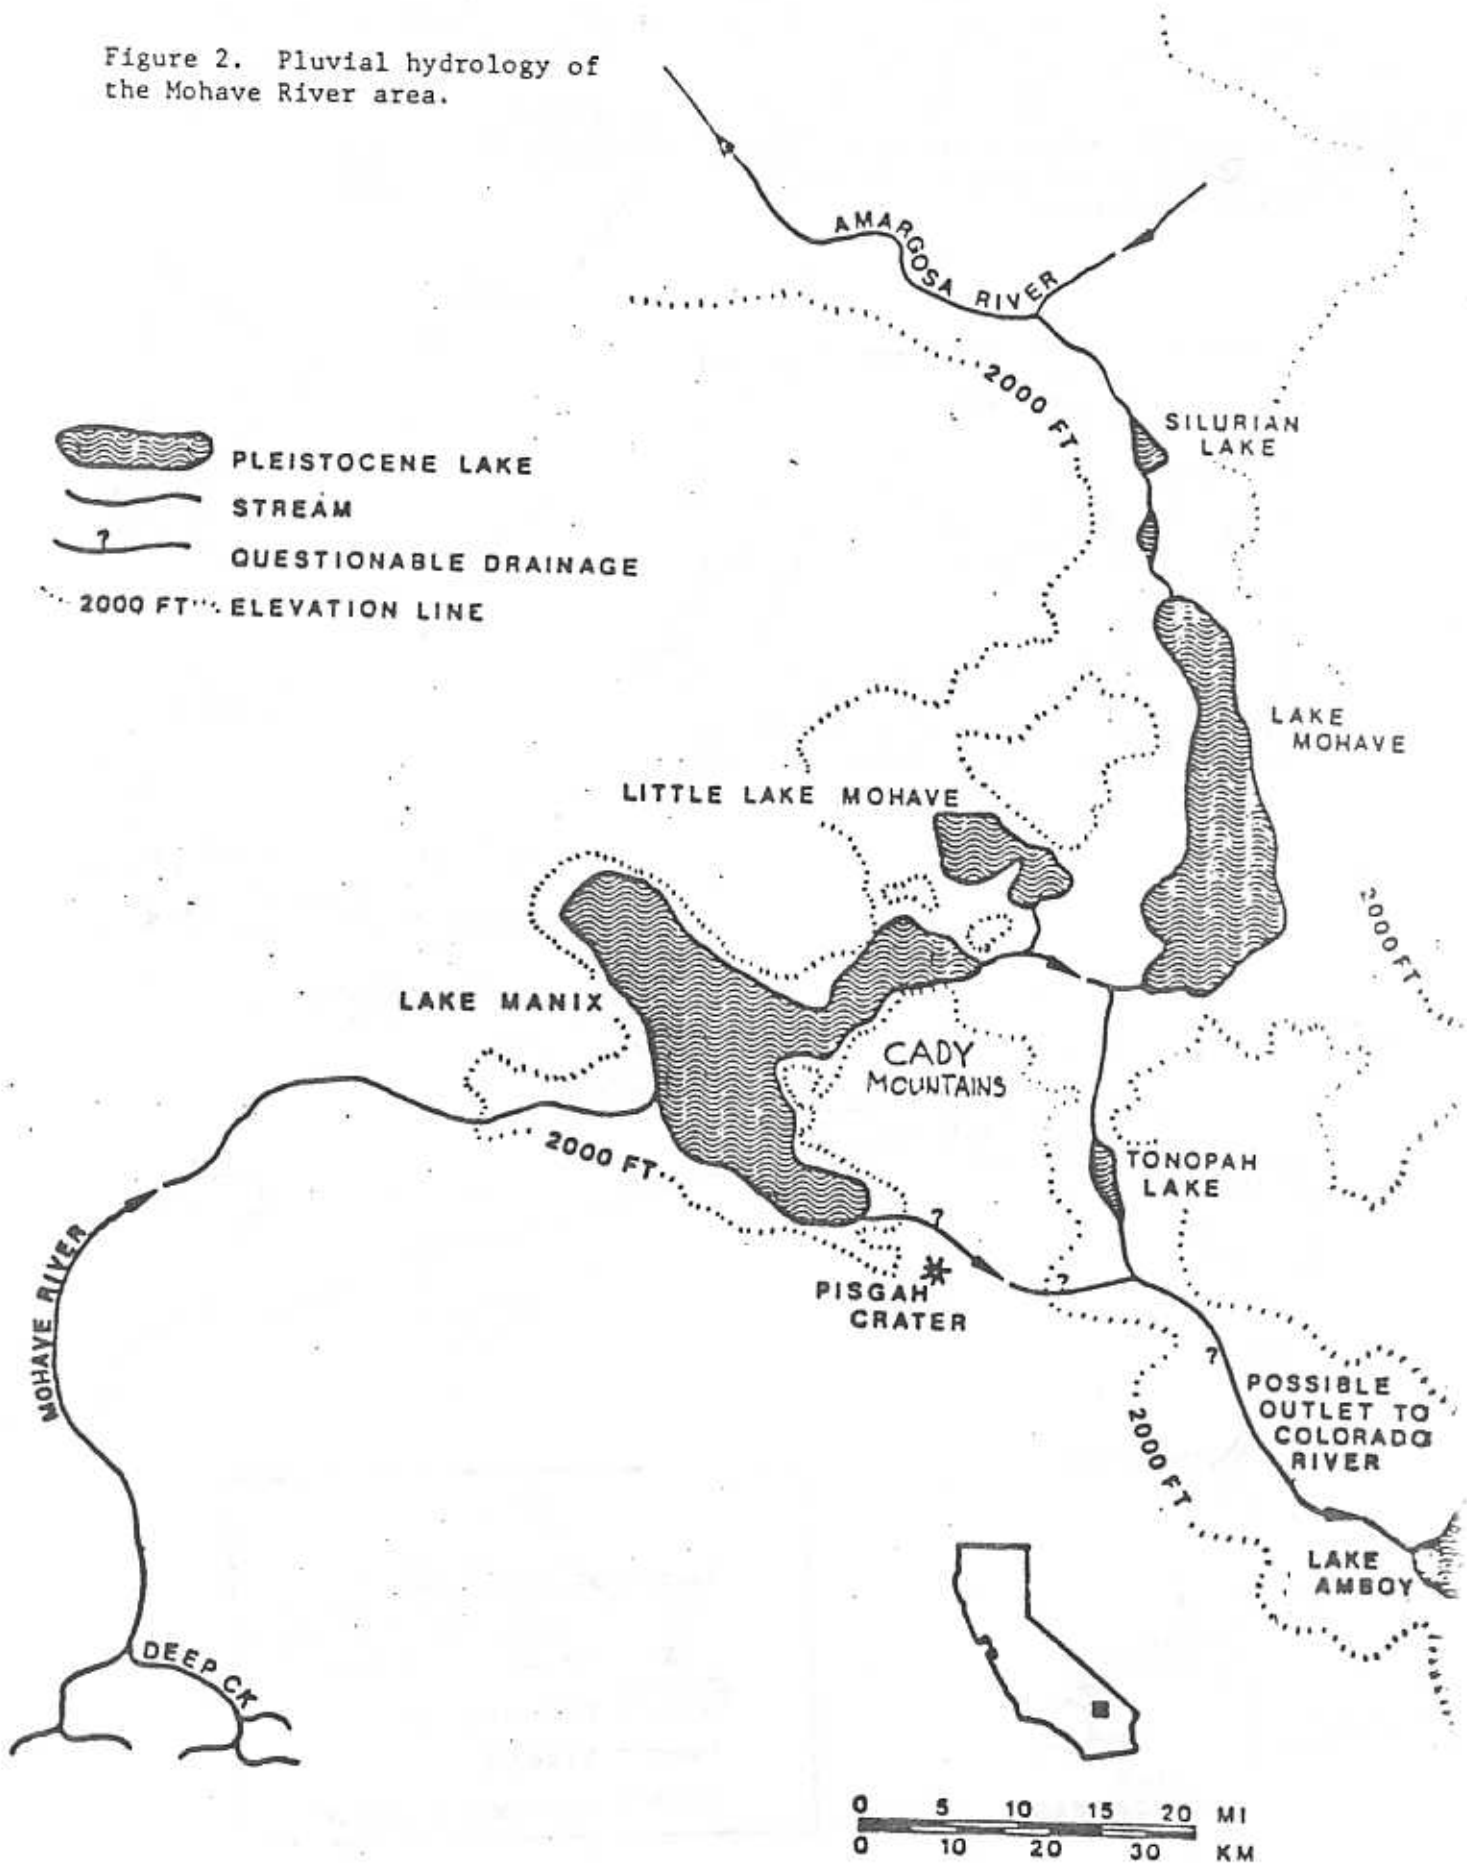 Figure 2. Pluvial hydrology of
the Mohave River area.
AMARGOSA RIVER
2000 FT
SILURIAN
LAKE
PLEISTOCENE LAKE
STREAM
?
QUESTIONABLE DRAINAGE
2000 FT ELEVATION LINE
LAKE
MOHAVE
LITTLE LAKE MOHAVE
2000 FT
LAKE MANIX
CADY
MOUNTAINS
2000 FT
TONOPAH
LAKE
?
MOHAVE RIVER
?
PISGAH
CRATER
?
POSSIBLE
OUTLET TO
COLORADO
RIVER
2000 FT
LAKE
AMBOY
DEEP CK
0 5 10 15 20 MI
0 10 20 30 KM